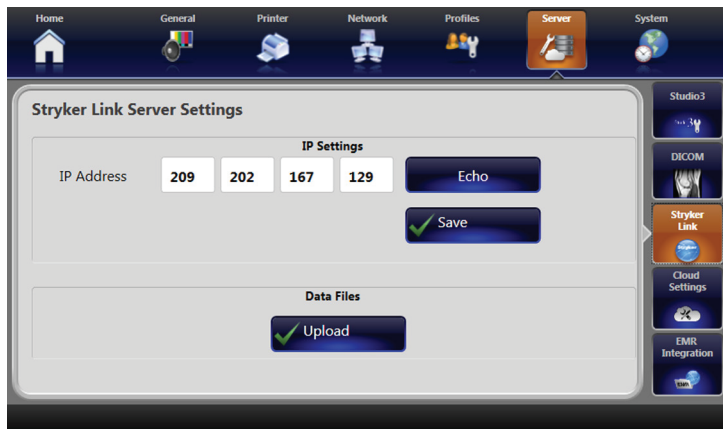 Home General Printer Network Profiles Server System
Stryker Link Server Settings
IP Settings
IP Address 209 202 167 129 Echo
Save
Data Files
Upload
Studio3
DICOM
Stryker
Link
Cloud
Settings
EMR
Integration